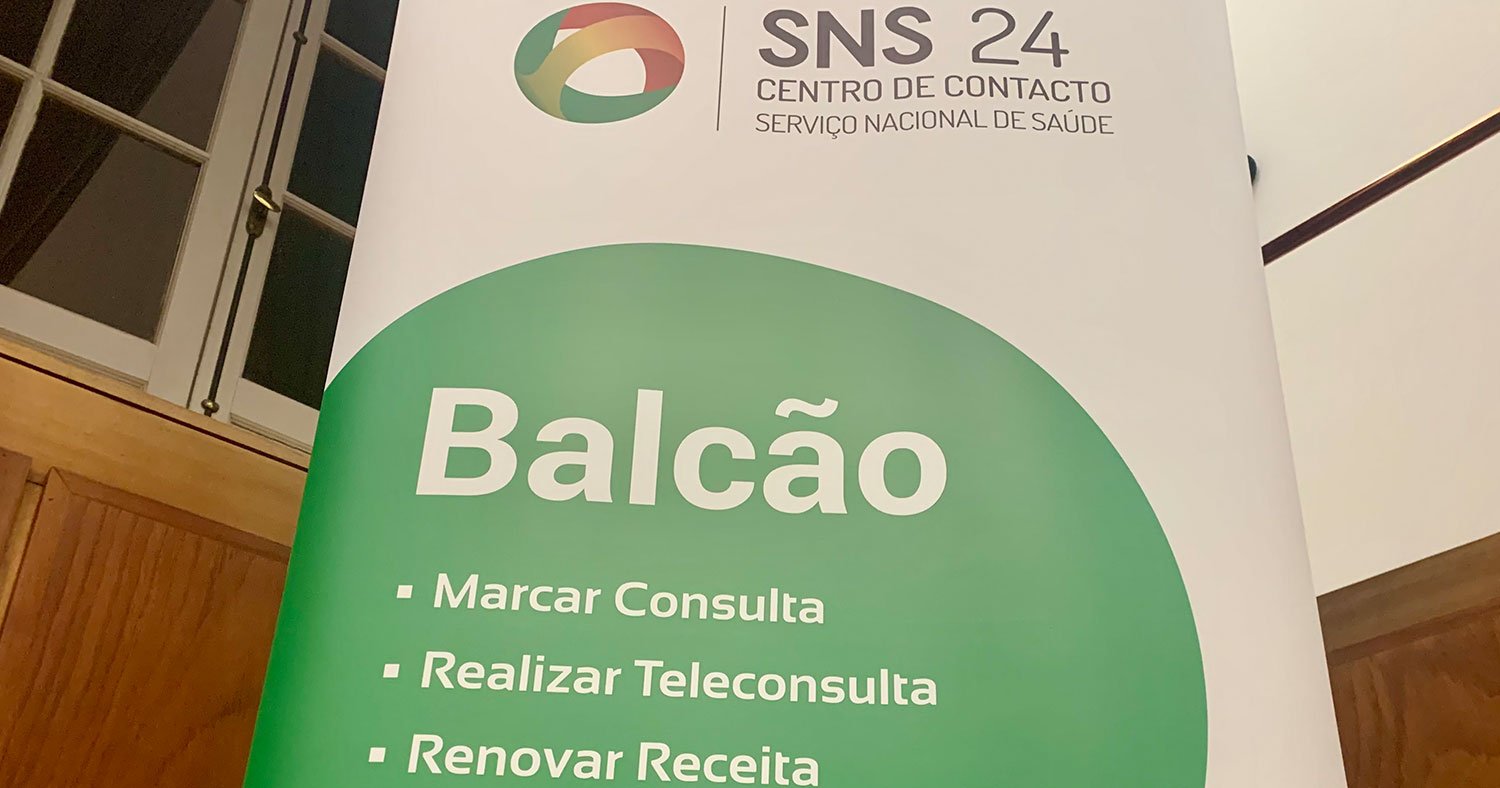 SNS 24
CENTRO DE CONTACTO
SERVIÇO NACIONAL DE SAÚDE
Balcão
▪ Marcar Consulta
▪ Realizar Teleconsulta
▪ Renovar Receita